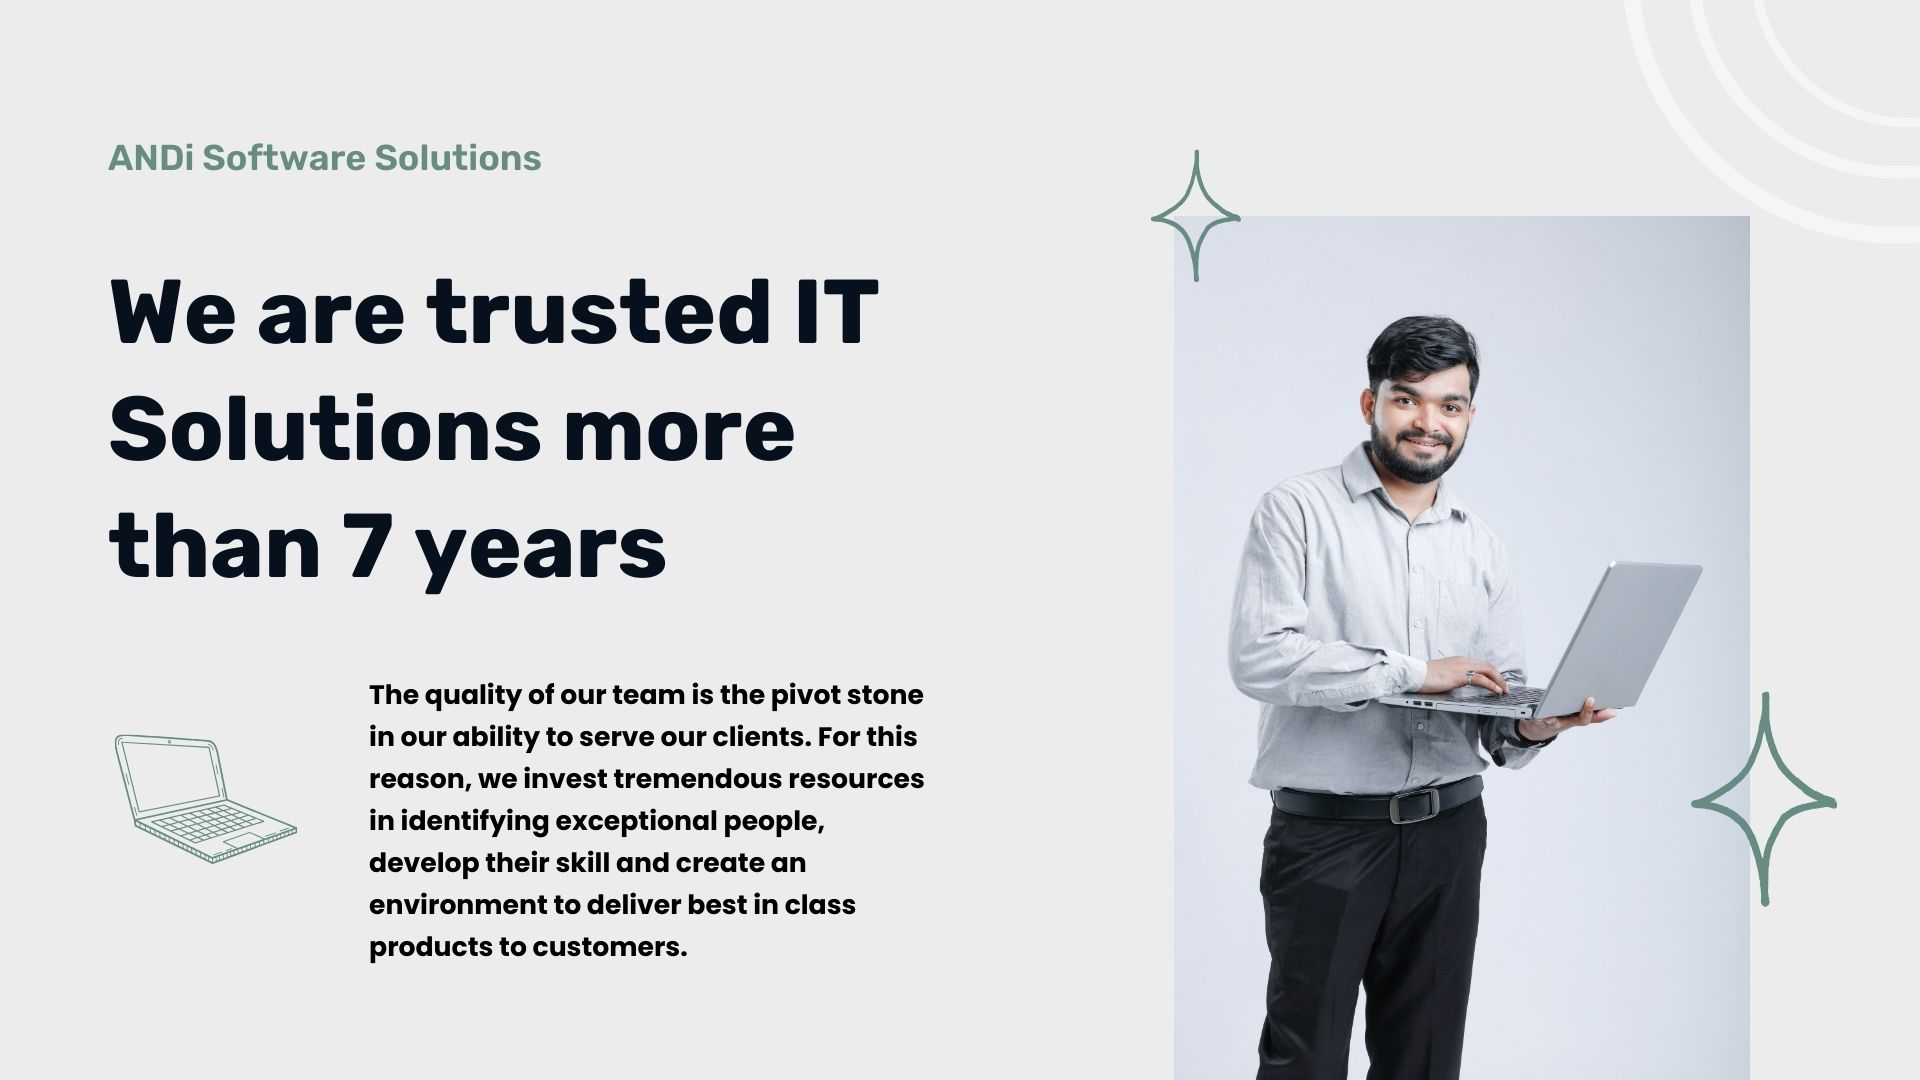 ANDi Software Solutions
We are trusted IT
Solutions more
than 7 years
The quality of our team is the pivot stone
in our ability to serve our clients. For this
reason, we invest tremendous resources
in identifying exceptional people,
develop their skill and create an
environment to deliver best in class
products to customers.